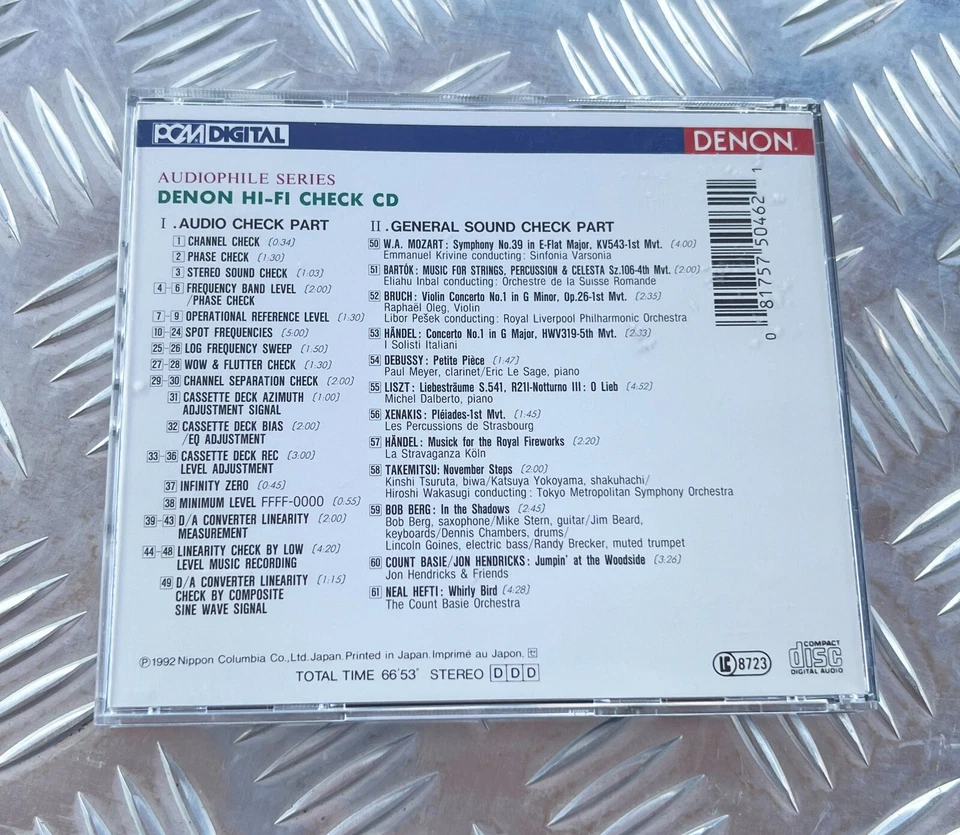 PCM DIGITAL
DENON
AUDIOPHILE SERIES
DENON HI-FI CHECK CD
I.AUDIO CHECK PART
1 CHANNEL CHECK (0:34)
2 PHASE CHECK (1:30)
3 STEREO SOUND CHECK (1:03)
4–6 FREQUENCY BAND LEVEL (2:00)
/PHASE CHECK
7–9 OPERATIONAL REFERENCE LEVEL (1:30)
10–24 SPOT FREQUENCIES (5:00)
25–26 LOG FREQUENCY SWEEP (1:50)
27–28 WOW & FLUTTER CHECK (1:30)
29–30 CHANNEL SEPARATION CHECK (2:00)
31 CASSETTE DECK AZIMUTH (1:00)
ADJUSTMENT SIGNAL
32 CASSETTE DECK BIAS (2:00)
/EQ ADJUSTMENT
33–36 CASSETTE DECK REC (3:00)
LEVEL ADJUSTMENT
37 INFINITY ZERO (0:45)
38 MINIMUM LEVEL FFFF-0000 (0:55)
39–43 D/A CONVERTER LINEARITY (2:00)
MEASUREMENT
44–48 LINEARITY CHECK BY LOW (4:20)
LEVEL MUSIC RECORDING
49 D/A CONVERTER LINEARITY (1:15)
CHECK BY COMPOSITE
SINE WAVE SIGNAL
II.GENERAL SOUND CHECK PART
50 W.A. MOZART: Symphony No.39 in E-Flat Major, KV543-1st Mvt. (4:00)
Emmanuel Krivine conducting: Sinfonia Varsonia
51 BARTÓK: MUSIC FOR STRINGS, PERCUSSION & CELESTA Sz.106-4th Mvt. (2:00)
Eliahu Inbal conducting: Orchestre de la Suisse Romande
52 BRUCH: Violin Concerto No.1 in G Minor, Op.26-1st Mvt. (2:35)
Raphaël Oleg, Violin
Libor Pešek conducting: Royal Liverpool Philharmonic Orchestra
53 HÄNDEL: Concerto No.1 in G Major, HWV319-5th Mvt. (2:33)
I Solisti Italiani
54 DEBUSSY: Petite Pièce (1:47)
Paul Meyer, clarinet/Eric Le Sage, piano
55 LISZT: Liebesträume S.541, R211-Notturno III: O Lieb (4:52)
Michel Dalberto, piano
56 XENAKIS: Pléiades-1st Mvt. (1:45)
Les Percussions de Strasbourg
57 HÄNDEL: Musick for the Royal Fireworks (2:20)
La Stravaganza Köln
58 TAKEMITSU: November Steps (2:00)
Kinshi Tsuruta, biwa/Katsuya Yokoyama, shakuhachi/
Hiroshi Wakasugi conducting: Tokyo Metropolitan Symphony Orchestra
59 BOB BERG: In the Shadows (2:45)
Bob Berg, saxophone/Mike Stern, guitar/Jim Beard,
keyboards/Dennis Chambers, drums/
Lincoln Goines, electric bass/Randy Brecker, muted trumpet
60 COUNT BASIE/JON HENDRICKS: Jumpin' at the Woodside (3:26)
Jon Hendricks & Friends
61 NEAL HEFTI: Whirly Bird (4:28)
The Count Basie Orchestra
0 81757 50462 1
Ⓟ1992 Nippon Columbia Co.,Ltd.Japan.Printed in Japan.Imprimé au Japon.
TOTAL TIME 66'53" STEREO DDD
LC 8723
COMPACT
disc
DIGITAL AUDIO